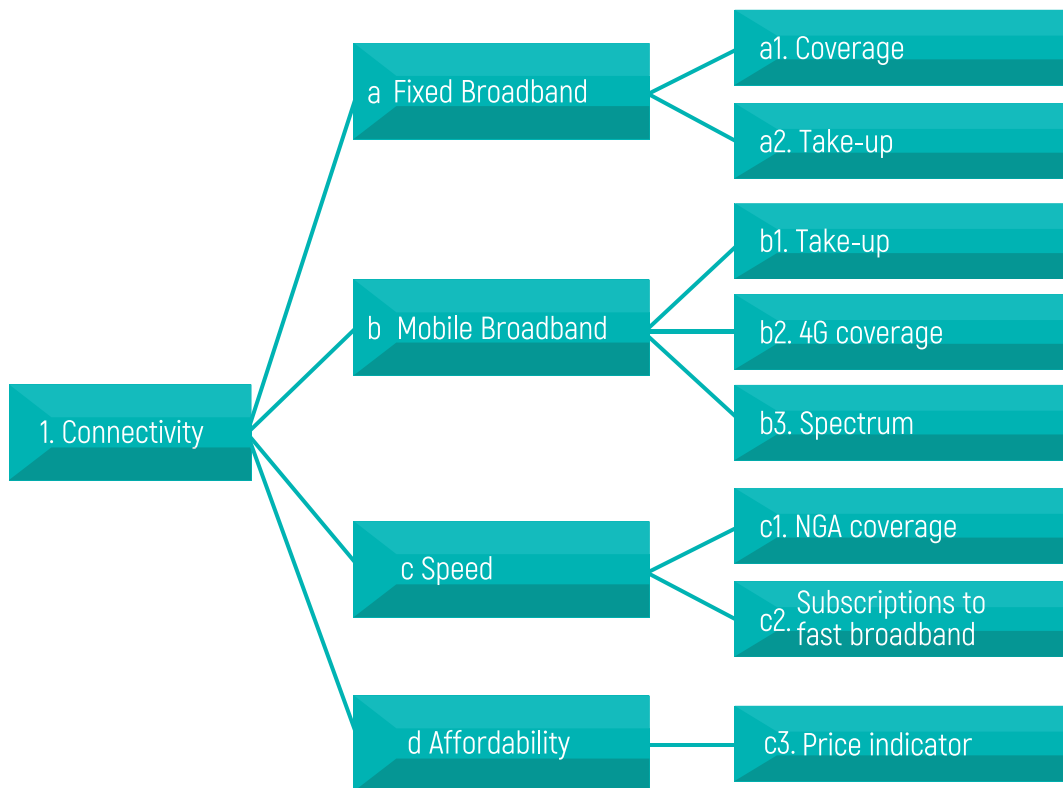 1. Connectivity
a Fixed Broadband
a1. Coverage
a2. Take-up
b Mobile Broadband
b1. Take-up
b2. 4G coverage
b3. Spectrum
c Speed
c1. NGA coverage
c2. Subscriptions to
fast broadband
d Affordability
c3. Price indicator